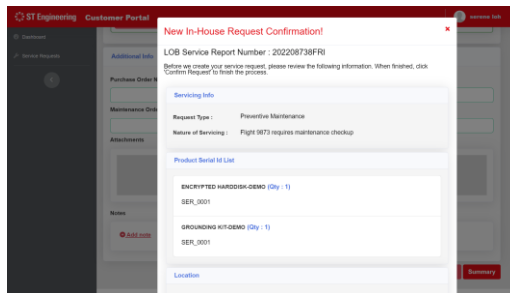 ST Engineering Customer Portal
service lob
Dashboard
Service Requests
Additional Info
Purchase Order N
Maintenance Orde
Attachments
Notes
Add note
Summary
New In-House Request Confirmation!
×
LOB Service Report Number : 202208738FRI
Before we create your service request, please review the following information. When finished, click
'Confirm Request' to finish the process.
Servicing Info
Request Type : Preventive Maintenance
Nature of Servicing : Flight 9873 requires maintenance checkup
Product Serial Id List
ENCRYPTED HARDDISK-DEMO (Qty : 1)
SER_0001
GROUNDING KIT-DEMO (Qty : 1)
SER_0001
Location